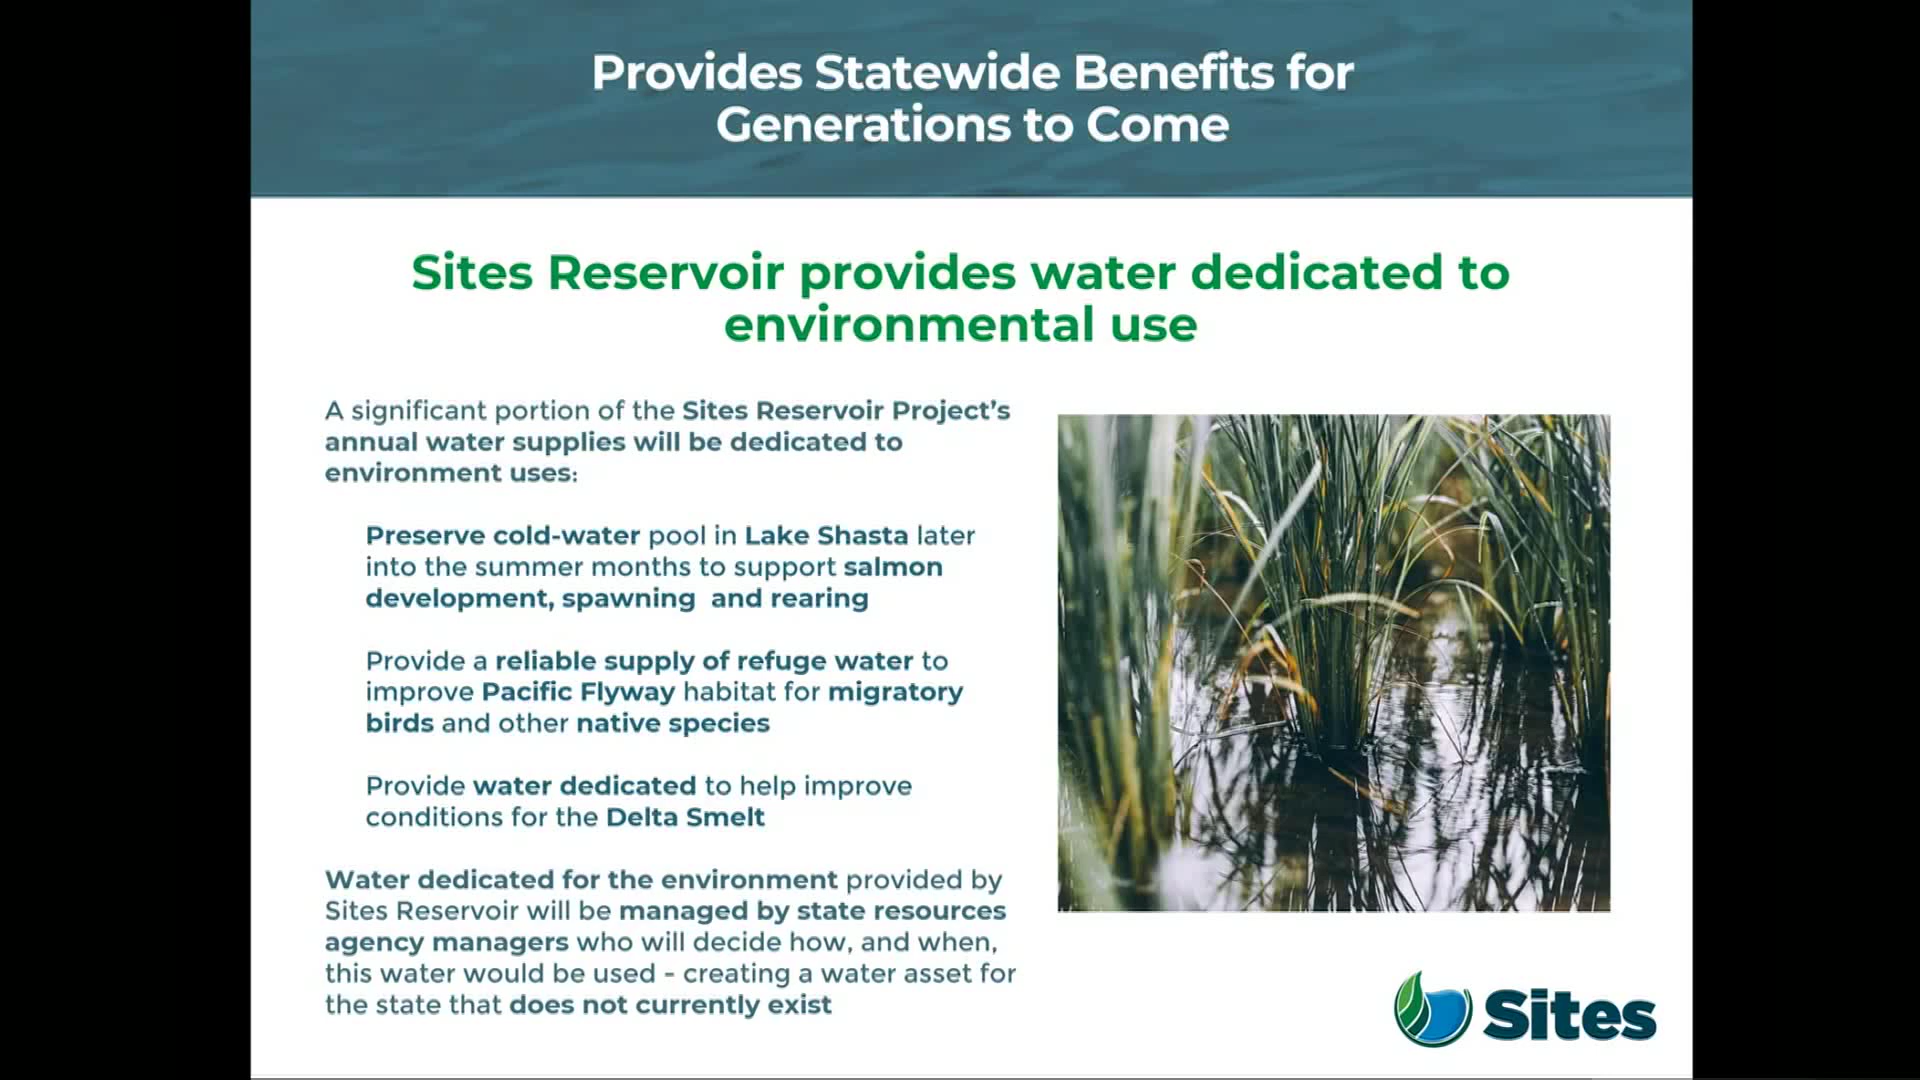 Provides Statewide Benefits for
Generations to Come
Sites Reservoir provides water dedicated to
environmental use
A significant portion of the Sites Reservoir Project’s
annual water supplies will be dedicated to
environment uses:
Preserve cold-water pool in Lake Shasta later
into the summer months to support salmon
development, spawning  and rearing
Provide a reliable supply of refuge water to
improve Pacific Flyway habitat for migratory
birds and other native species
Provide water dedicated to help improve
conditions for the Delta Smelt
Water dedicated for the environment provided by
Sites Reservoir will be managed by state resources
agency managers who will decide how, and when,
this water would be used - creating a water asset for
the state that does not currently exist
Sites